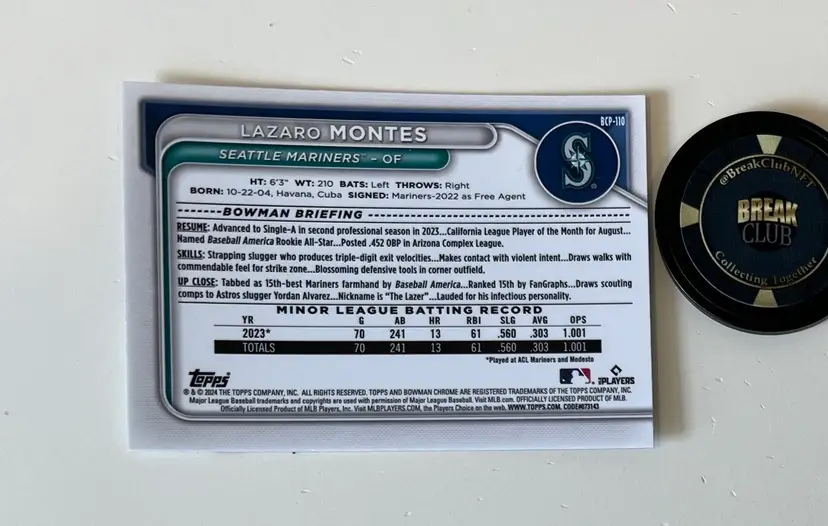 BCP-110
LAZARO MONTES
SEATTLE MARINERS™ - OF
S
HT: 6'3" WT: 210 BATS: Left THROWS: Right
BORN: 10-22-04, Havana, Cuba SIGNED: Mariners-2022 as Free Agent
BOWMAN BRIEFING
RESUME: Advanced to Single-A in second professional season in 2023...California League Player of the Month for August...
Named Baseball America Rookie All-Star...Posted .452 OBP in Arizona Complex League.
SKILLS: Strapping slugger who produces triple-digit exit velocities...Makes contact with violent intent...Draws walks with
commendable feel for strike zone...Blossoming defensive tools in corner outfield.
UP CLOSE: Tabbed as 15th-best Mariners farmhand by Baseball America...Ranked 15th by FanGraphs...Draws scouting
comps to Astros slugger Yordan Alvarez...Nickname is "The Lazer"...Lauded for his infectious personality.
MINOR LEAGUE BATTING RECORD
YR G AB HR RBI SLG AVG OPS
2023* 70 241 13 61 .560 .303 1.001
TOTALS 70 241 13 61 .560 .303 1.001
*Played at ACL Mariners and Modesto
Topps
PLAYERS
® & © 2024 THE TOPPS COMPANY, INC. ALL RIGHTS RESERVED. TOPPS AND BOWMAN CHROME ARE REGISTERED TRADEMARKS OF THE TOPPS COMPANY, INC.
Major League Baseball trademarks and copyrights are used with permission of Major League Baseball. Visit MLB.com. OFFICIALLY LICENSED PRODUCT OF MLB.
Officially Licensed Product of MLB Players, Inc. Visit MLBPLAYERS.COM, the Players Choice on the web. WWW.TOPPS.COM. CODE#073143
@BreakClubNFT
BREAK
CLUB
Collecting Together